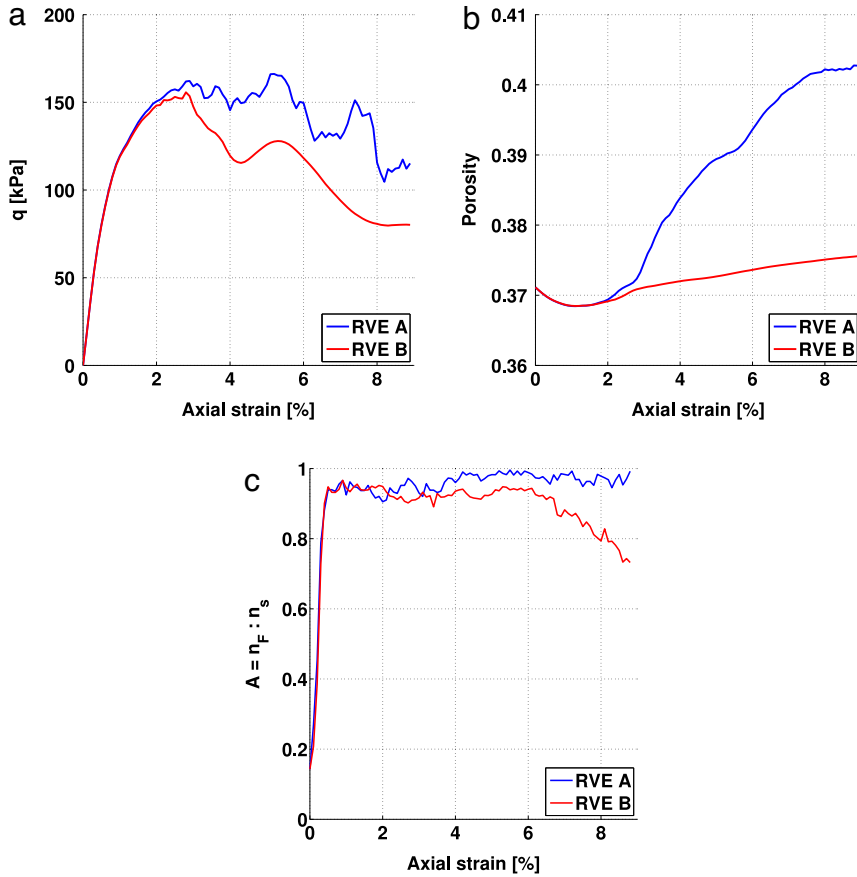 a
200
150
100
50
0
q [kPa]
0 2 4 6 8
Axial strain [%]
RVE A
RVE B
b
0.41
0.4
0.39
0.38
0.37
0.36
Porosity
0 2 4 6 8
Axial strain [%]
RVE A
RVE B
c
1
0.8
0.6
0.4
0.2
0
A = n_F : n_s
0 2 4 6 8
Axial strain [%]
RVE A
RVE B